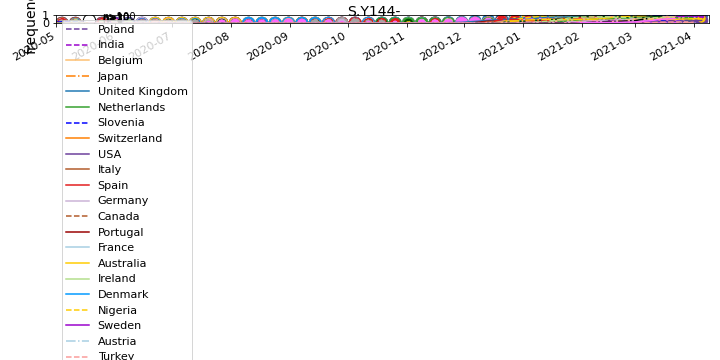 S.Y144-
1
0
2020-05
2020-07
2020-08
2020-09
2020-10
2020-11
2020-12
2021-01
2021-02
2021-03
2021-04
Poland
India
Belgium
Japan
United Kingdom
Netherlands
Slovenia
Switzerland
USA
Italy
Spain
Germany
Canada
Portugal
France
Australia
Ireland
Denmark
Nigeria
Sweden
Austria
Turkey